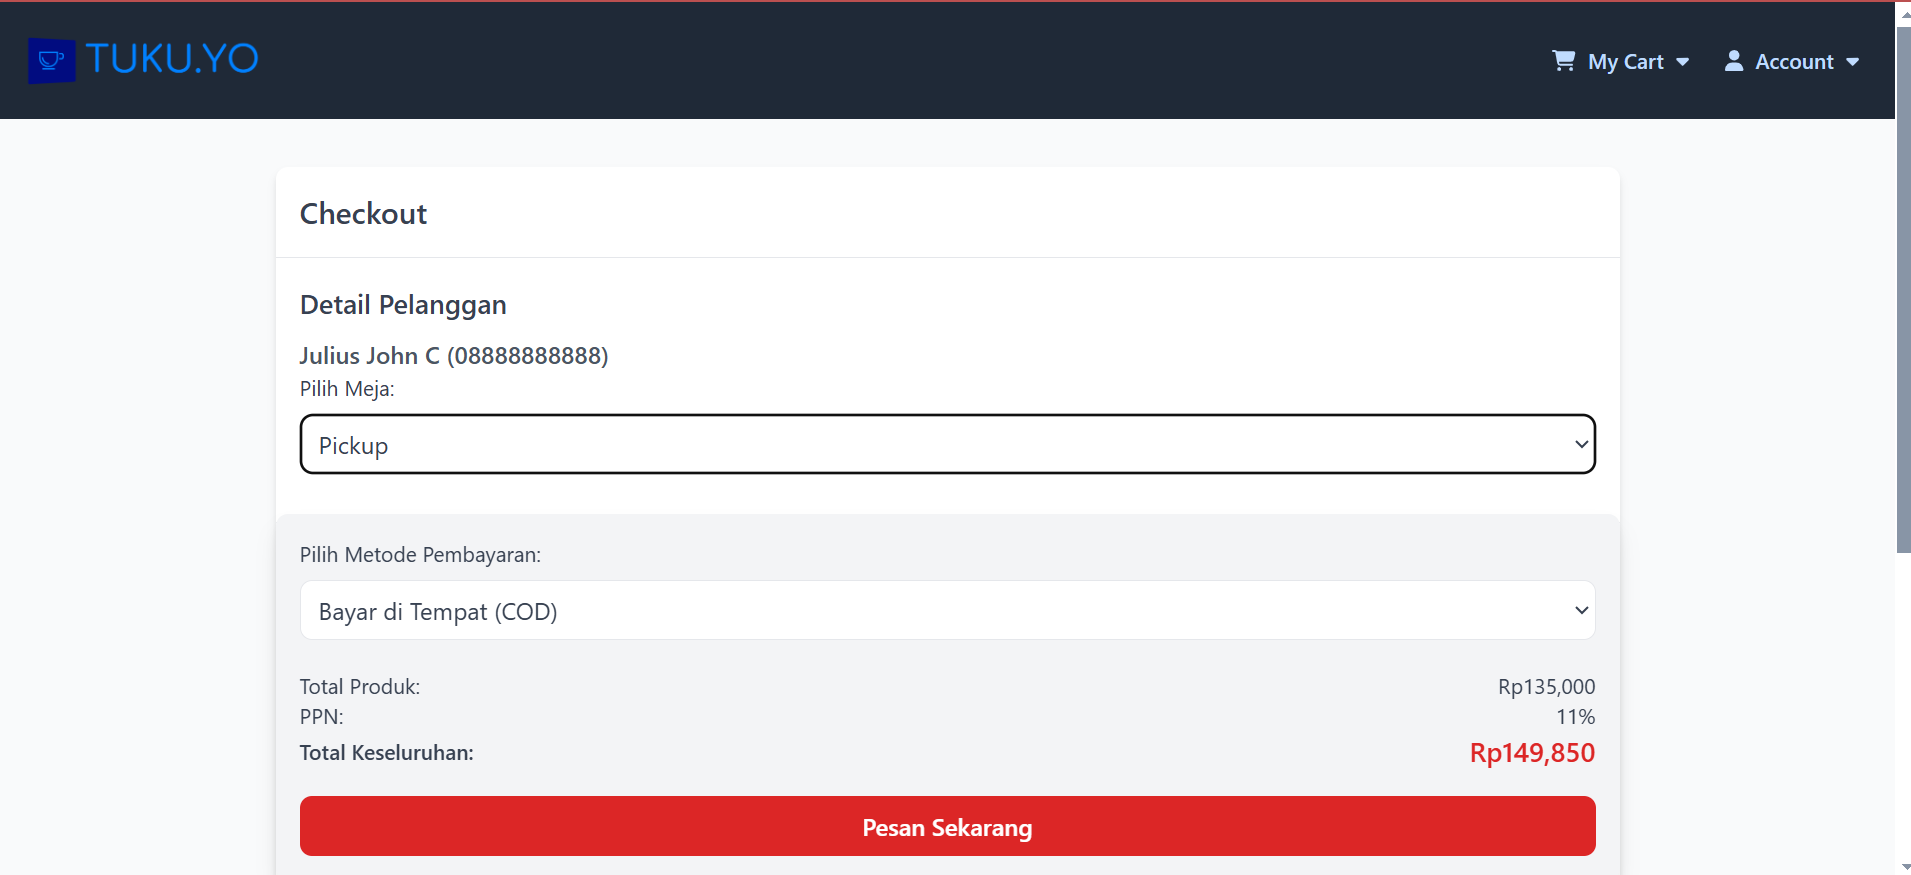 TUKU.YO
My Cart
Account
Checkout
Detail Pelanggan
Julius John C (08888888888)
Pilih Meja:
Pickup
Pilih Metode Pembayaran:
Bayar di Tempat (COD)
Total Produk: Rp135,000
PPN: 11%
Total Keseluruhan: Rp149,850
Pesan Sekarang